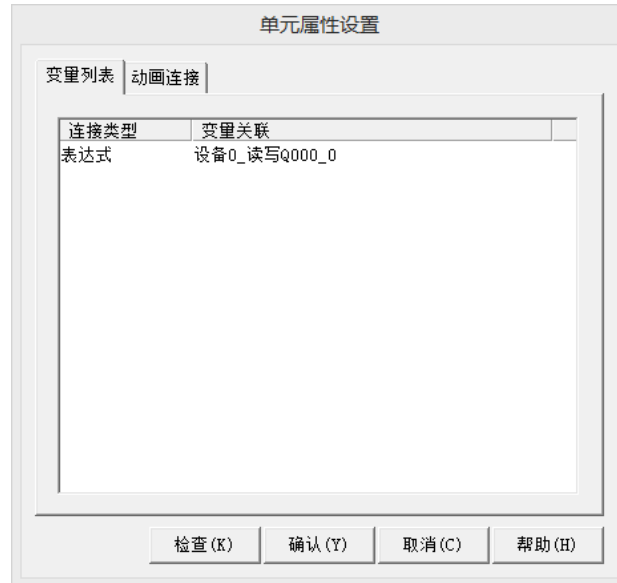 单元属性设置
变量列表 动画连接
连接类型 变量关联
表达式 设备0_读写Q000_0
检查(K) 确认(Y) 取消(C) 帮助(H)